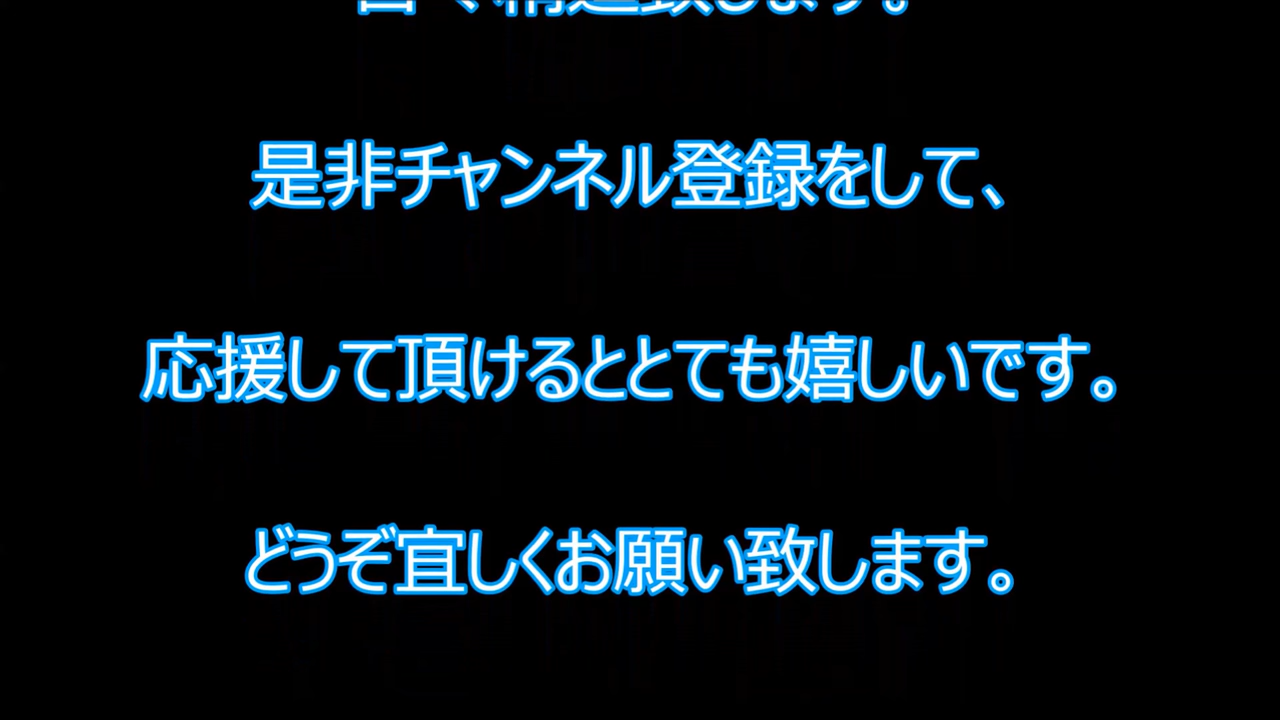 是非チャンネル登録をして、
応援して頂けるととても嬉しいです。
どうぞ宜しくお願い致します。